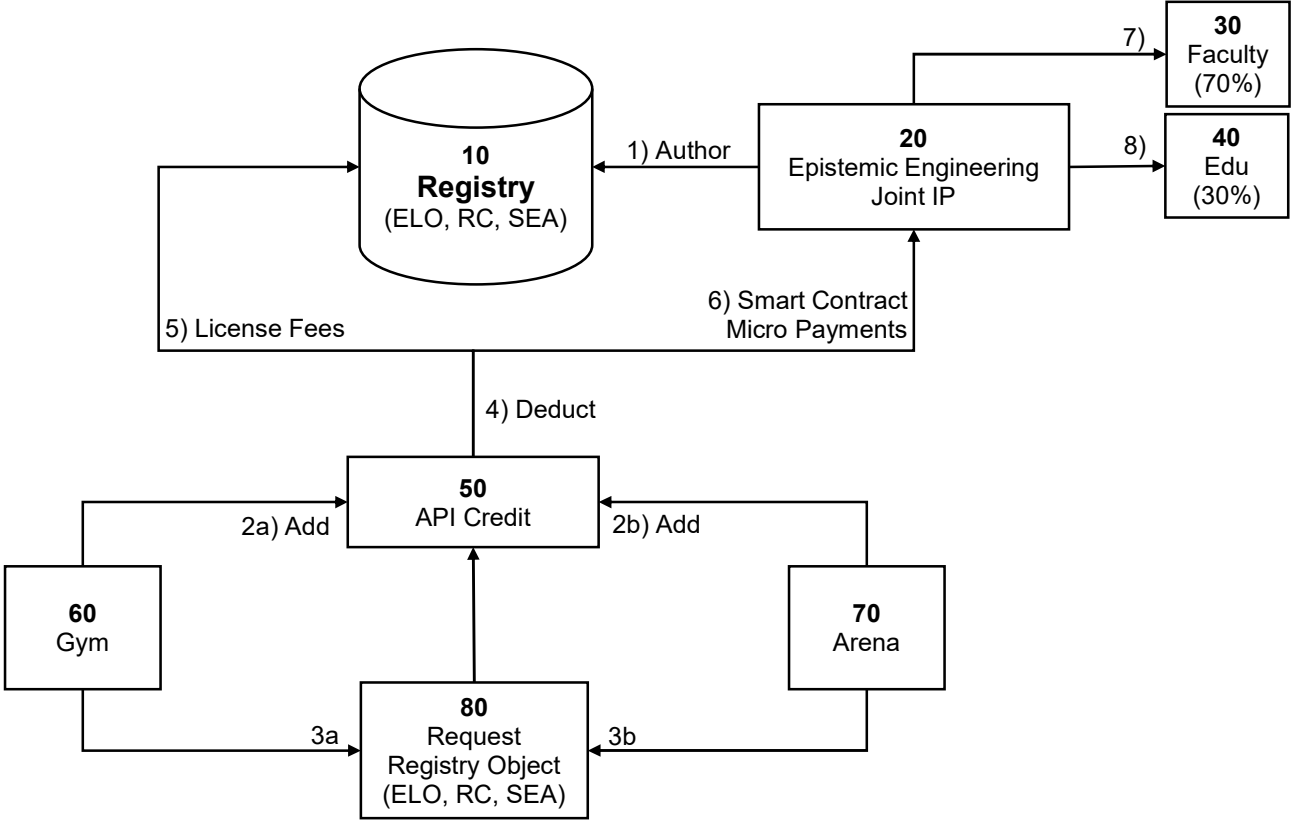 30
Faculty
(70%)
7)
10
Registry
(ELO, RC, SEA)
1) Author
20
Epistemic Engineering
Joint IP
8)
40
Edu
(30%)
5) License Fees
6) Smart Contract
Micro Payments
4) Deduct
50
API Credit
2a) Add
2b) Add
60
Gym
70
Arena
3a
80
Request
Registry Object
(ELO, RC, SEA)
3b